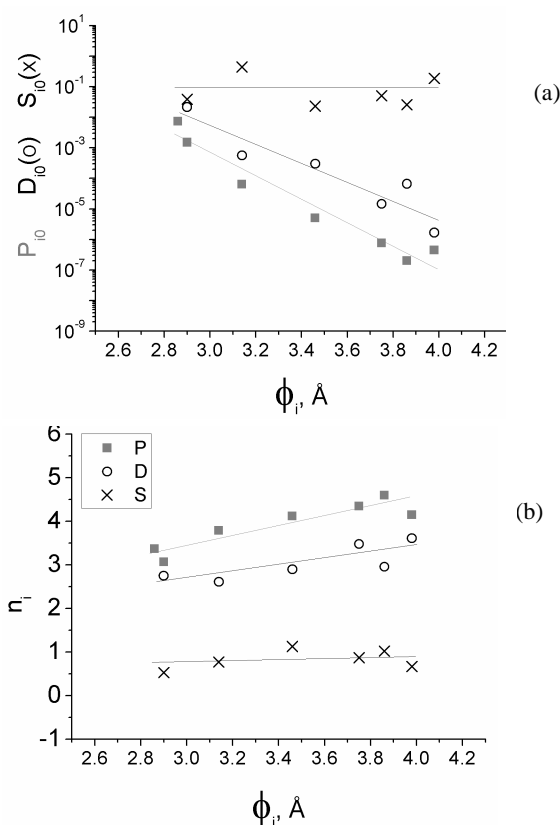 10^1
10^-1
10^-3
10^-5
10^-7
10^-9
P_i0 D_i0(o) S_i0(x)
2.6 2.8 3.0 3.2 3.4 3.6 3.8 4.0 4.2
ϕ_i, Å
(a)
6
5
4
3
2
1
0
-1
n_i
P
D
S
2.6 2.8 3.0 3.2 3.4 3.6 3.8 4.0 4.2
ϕ_i, Å
(b)